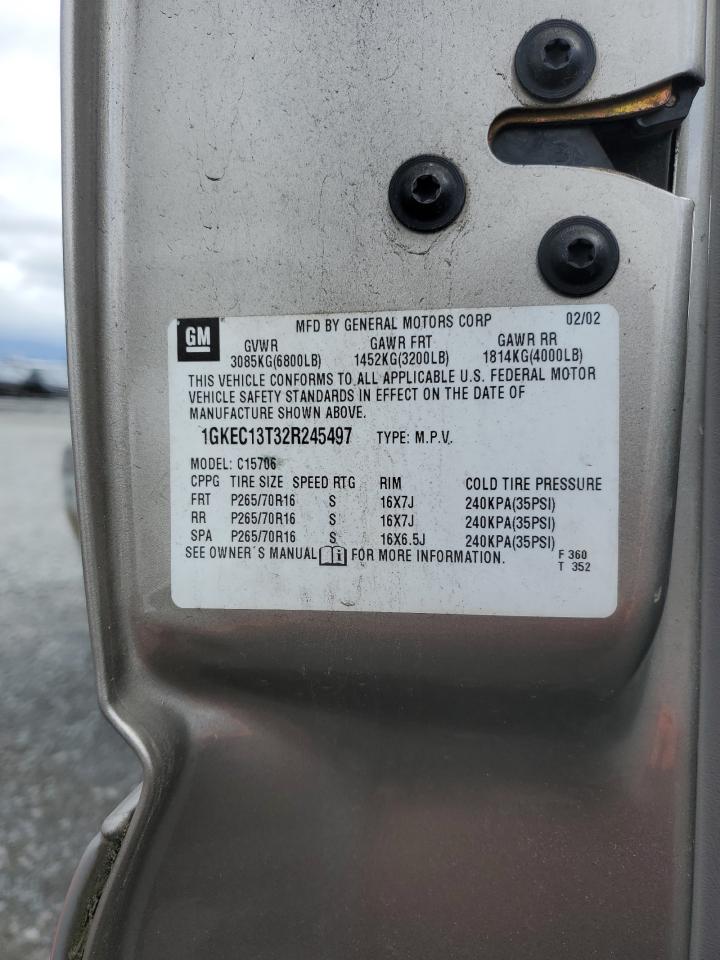 GM MFD BY GENERAL MOTORS CORP 02/02
GVWR GAWR FRT GAWR RR
3085KG(6800LB) 1452KG(3200LB) 1814KG(4000LB)
THIS VEHICLE CONFORMS TO ALL APPLICABLE U.S. FEDERAL MOTOR
VEHICLE SAFETY STANDARDS IN EFFECT ON THE DATE OF
MANUFACTURE SHOWN ABOVE.
1GKEC13T32R245497 TYPE: M.P.V.
MODEL: C15706
CPPG TIRE SIZE SPEED RTG RIM COLD TIRE PRESSURE
FRT P265/70R16 S 16X7J 240KPA(35PSI)
RR P265/70R16 S 16X7J 240KPA(35PSI)
SPA P265/70R16 S 16X6.5J 240KPA(35PSI)
SEE OWNER'S MANUAL i FOR MORE INFORMATION. F 360
T 352